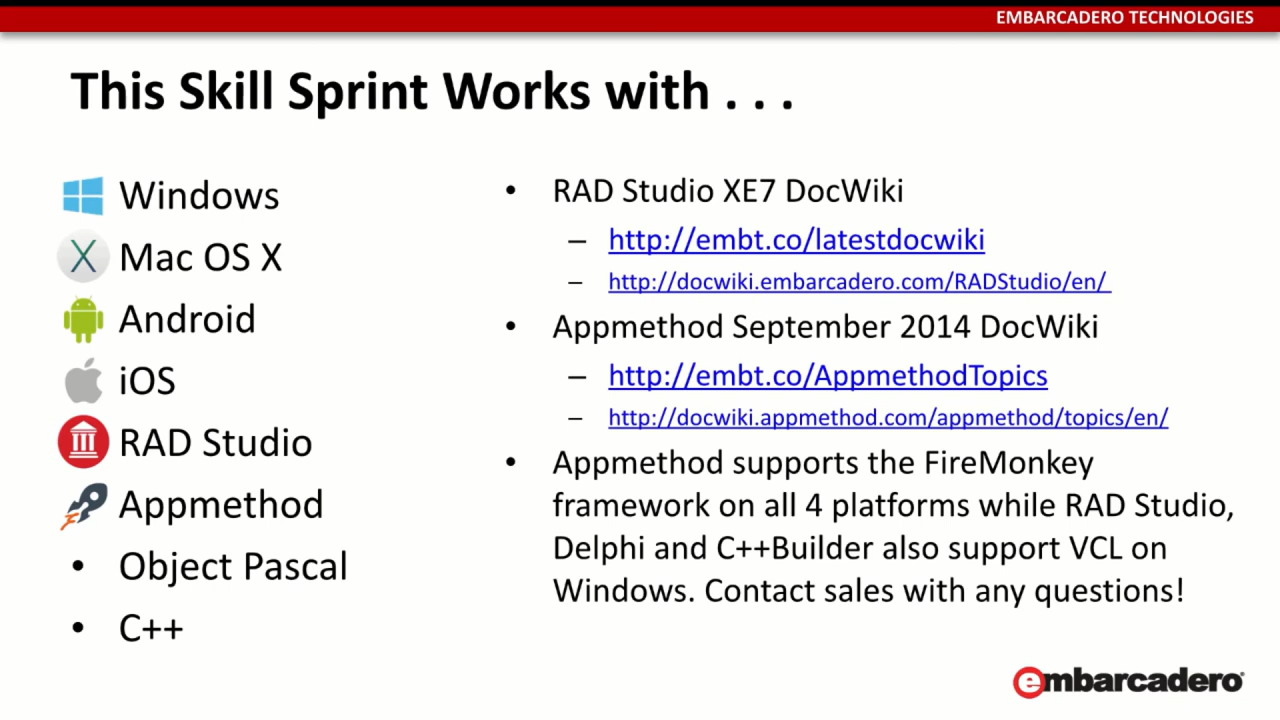 EMBARCADERO TECHNOLOGIES
This Skill Sprint Works with . . .
Windows
Mac OS X
Android
iOS
RAD Studio
Appmethod
• Object Pascal
• C++
• RAD Studio XE7 DocWiki
– http://embt.co/latestdocwiki
– http://docwiki.embarcadero.com/RADStudio/en/
• Appmethod September 2014 DocWiki
– http://embt.co/AppmethodTopics
– http://docwiki.appmethod.com/appmethod/topics/en/
• Appmethod supports the FireMonkey
framework on all 4 platforms while RAD Studio,
Delphi and C++Builder also support VCL on
Windows. Contact sales with any questions!
embarcadero